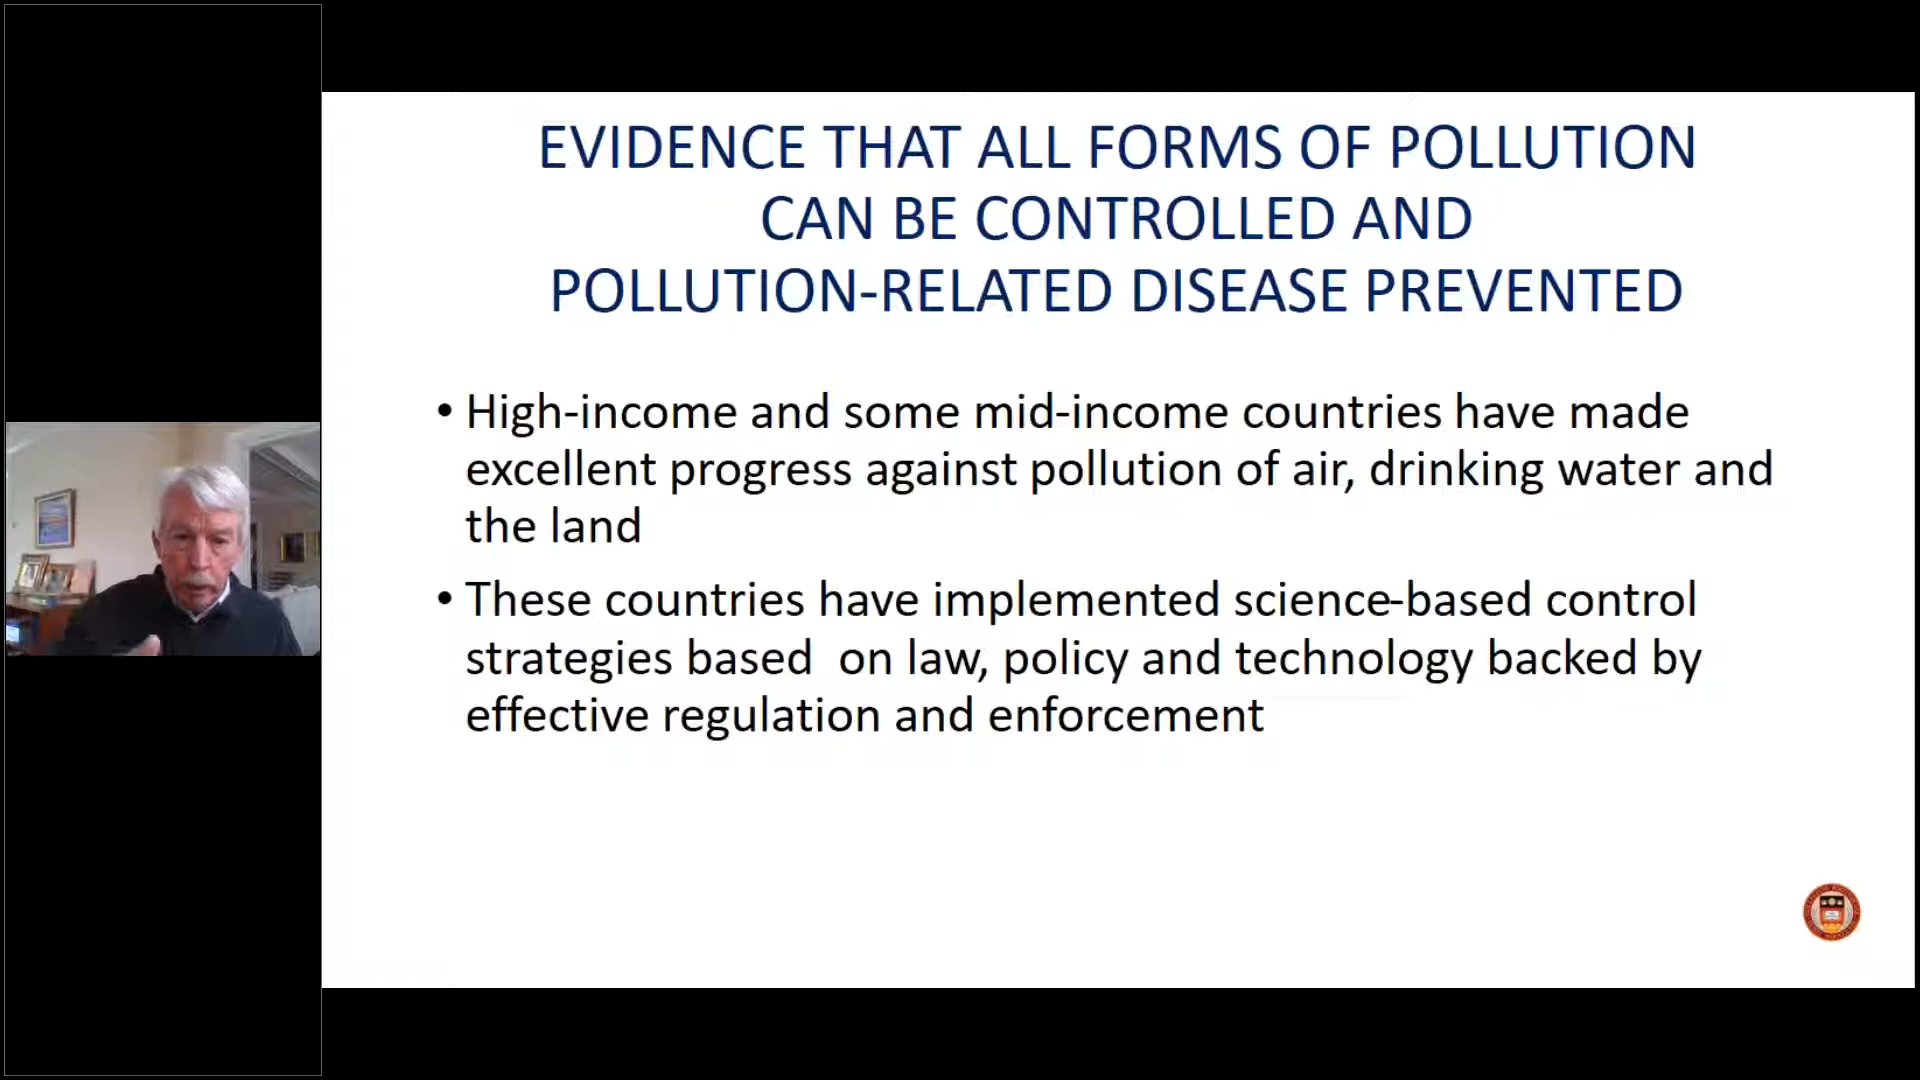 EVIDENCE THAT ALL FORMS OF POLLUTION
CAN BE CONTROLLED AND
POLLUTION-RELATED DISEASE PREVENTED
• High-income and some mid-income countries have made
excellent progress against pollution of air, drinking water and
the land
• These countries have implemented science-based control
strategies based  on law, policy and technology backed by
effective regulation and enforcement